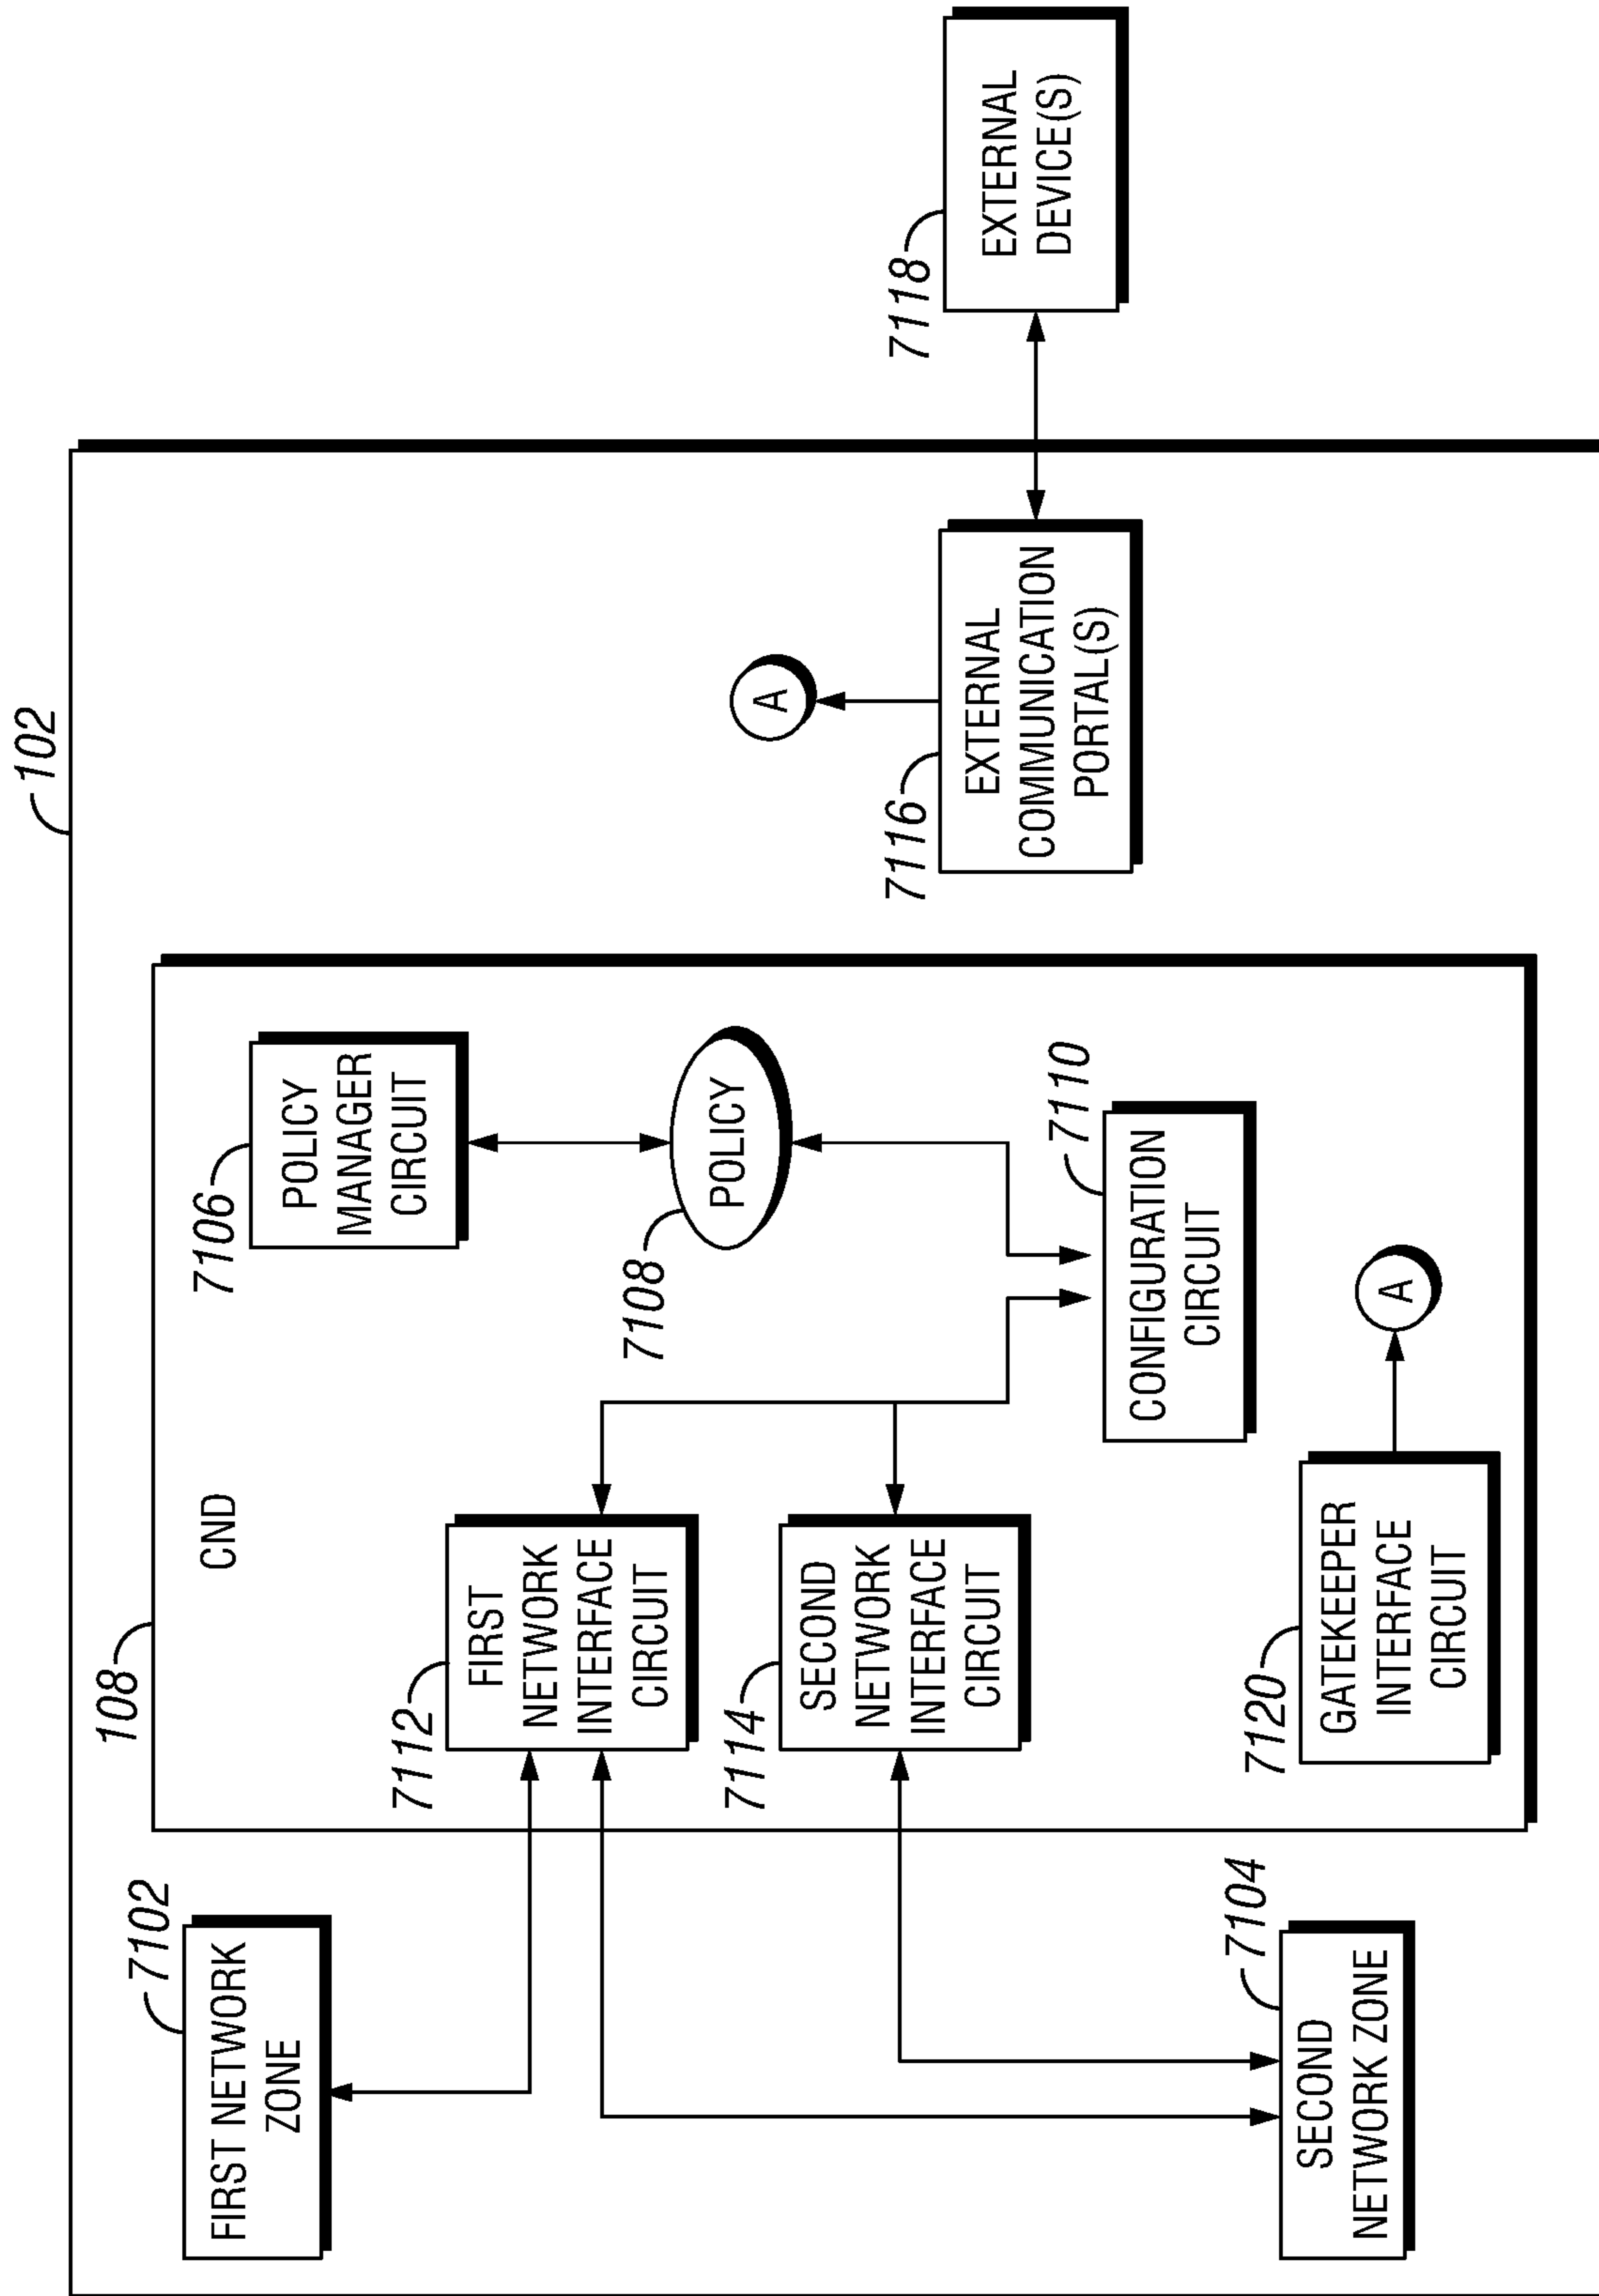 102
108
CND
7102
FIRST NETWORK
ZONE
7112
FIRST
NETWORK
INTERFACE
CIRCUIT
7106
POLICY
MANAGER
CIRCUIT
7108
POLICY
7114
SECOND
NETWORK
INTERFACE
CIRCUIT
7110
CONFIGURATION
CIRCUIT
7104
SECOND
NETWORK ZONE
7120
GATEKEEPER
INTERFACE
CIRCUIT
A
A
7116
EXTERNAL
COMMUNICATION
PORTAL(S)
7118
EXTERNAL
DEVICE(S)